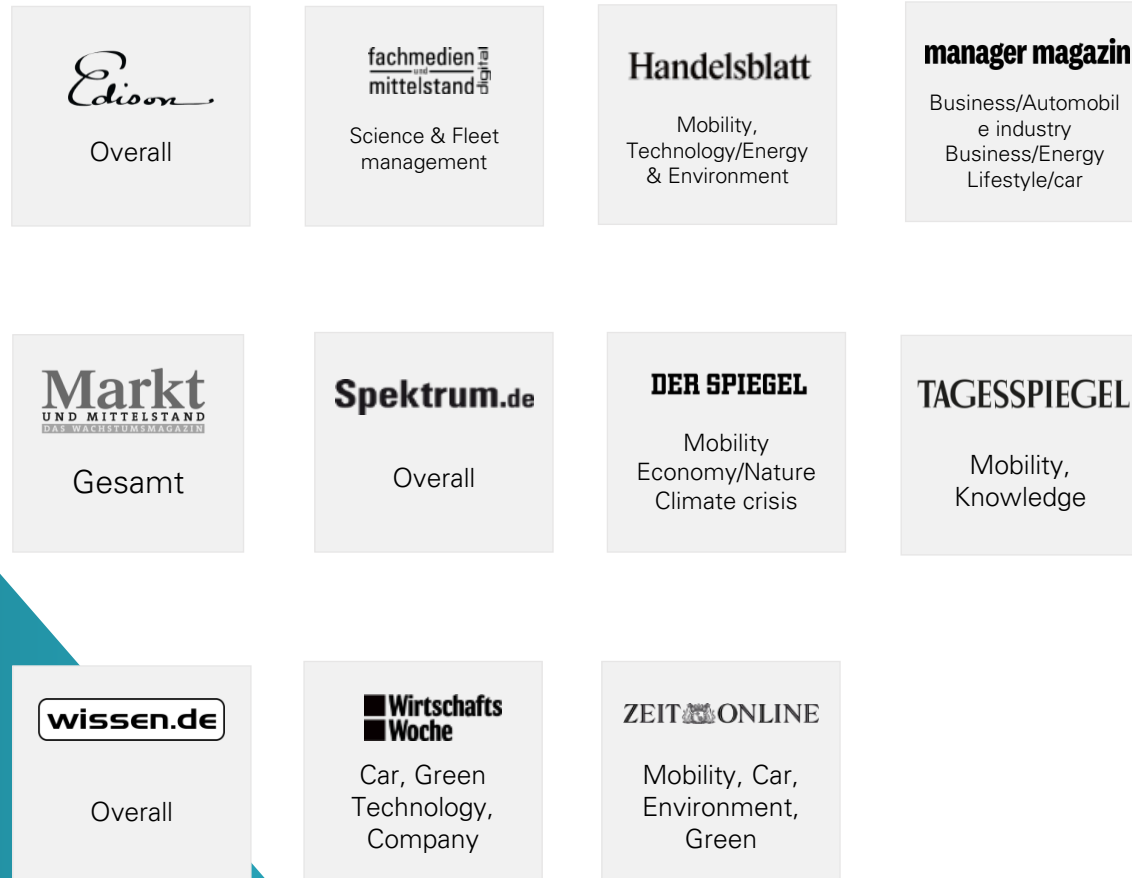 Edison
Overall
fachmedien
und
mittelstand
digital
Science & Fleet
management
Handelsblatt
Mobility,
Technology/Energy
& Environment
manager magazin
Business/Automobil
e industry
Business/Energy
Lifestyle/car
Markt
UND MITTELSTAND
DAS WACHSTUMSMAGAZIN
Gesamt
Spektrum.de
Overall
DER SPIEGEL
Mobility
Economy/Nature
Climate crisis
TAGESSPIEGEL
Mobility,
Knowledge
wissen.de
Overall
Wirtschafts
Woche
Car, Green
Technology,
Company
ZEIT ONLINE
Mobility, Car,
Environment,
Green